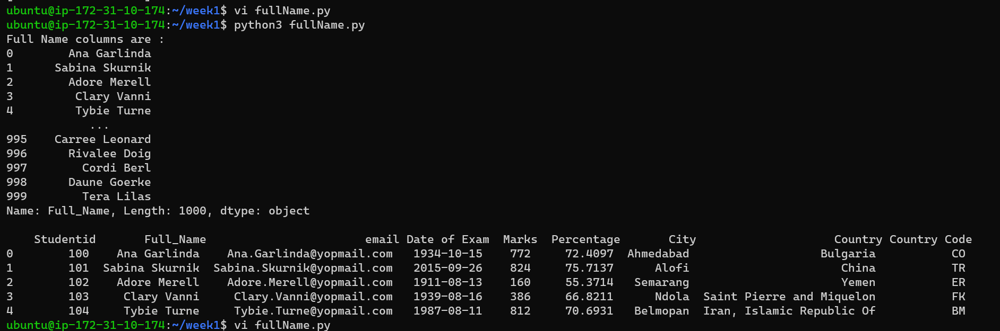 ubuntu@ip-172-31-10-174:~/week1$ vi fullName.py
ubuntu@ip-172-31-10-174:~/week1$ python3 fullName.py
Full Name columns are :
0        Ana Garlinda
1      Sabina Skurnik
2        Adore Merell
3         Clary Vanni
4         Tybie Turne
            ...
995    Carree Leonard
996      Rivalee Doig
997        Cordi Berl
998      Daune Goerke
999        Tera Lilas
Name: Full_Name, Length: 1000, dtype: object

    Studentid       Full_Name                       email Date of Exam  Marks  Percentage       City                    Country Country Code
0        100    Ana Garlinda    Ana.Garlinda@yopmail.com   1934-10-15    772     72.4097  Ahmedabad                   Bulgaria           CO
1        101  Sabina Skurnik  Sabina.Skurnik@yopmail.com   2015-09-26    824     75.7137      Alofi                      China           TR
2        102    Adore Merell    Adore.Merell@yopmail.com   1911-08-13    160     55.3714   Semarang                      Yemen           ER
3        103     Clary Vanni     Clary.Vanni@yopmail.com   1939-08-16    386     66.8211      Ndola  Saint Pierre and Miquelon           FK
4        104     Tybie Turne     Tybie.Turne@yopmail.com   1987-08-11    812     70.6931   Belmopan  Iran, Islamic Republic Of           BM
ubuntu@ip-172-31-10-174:~/week1$ vi fullName.py